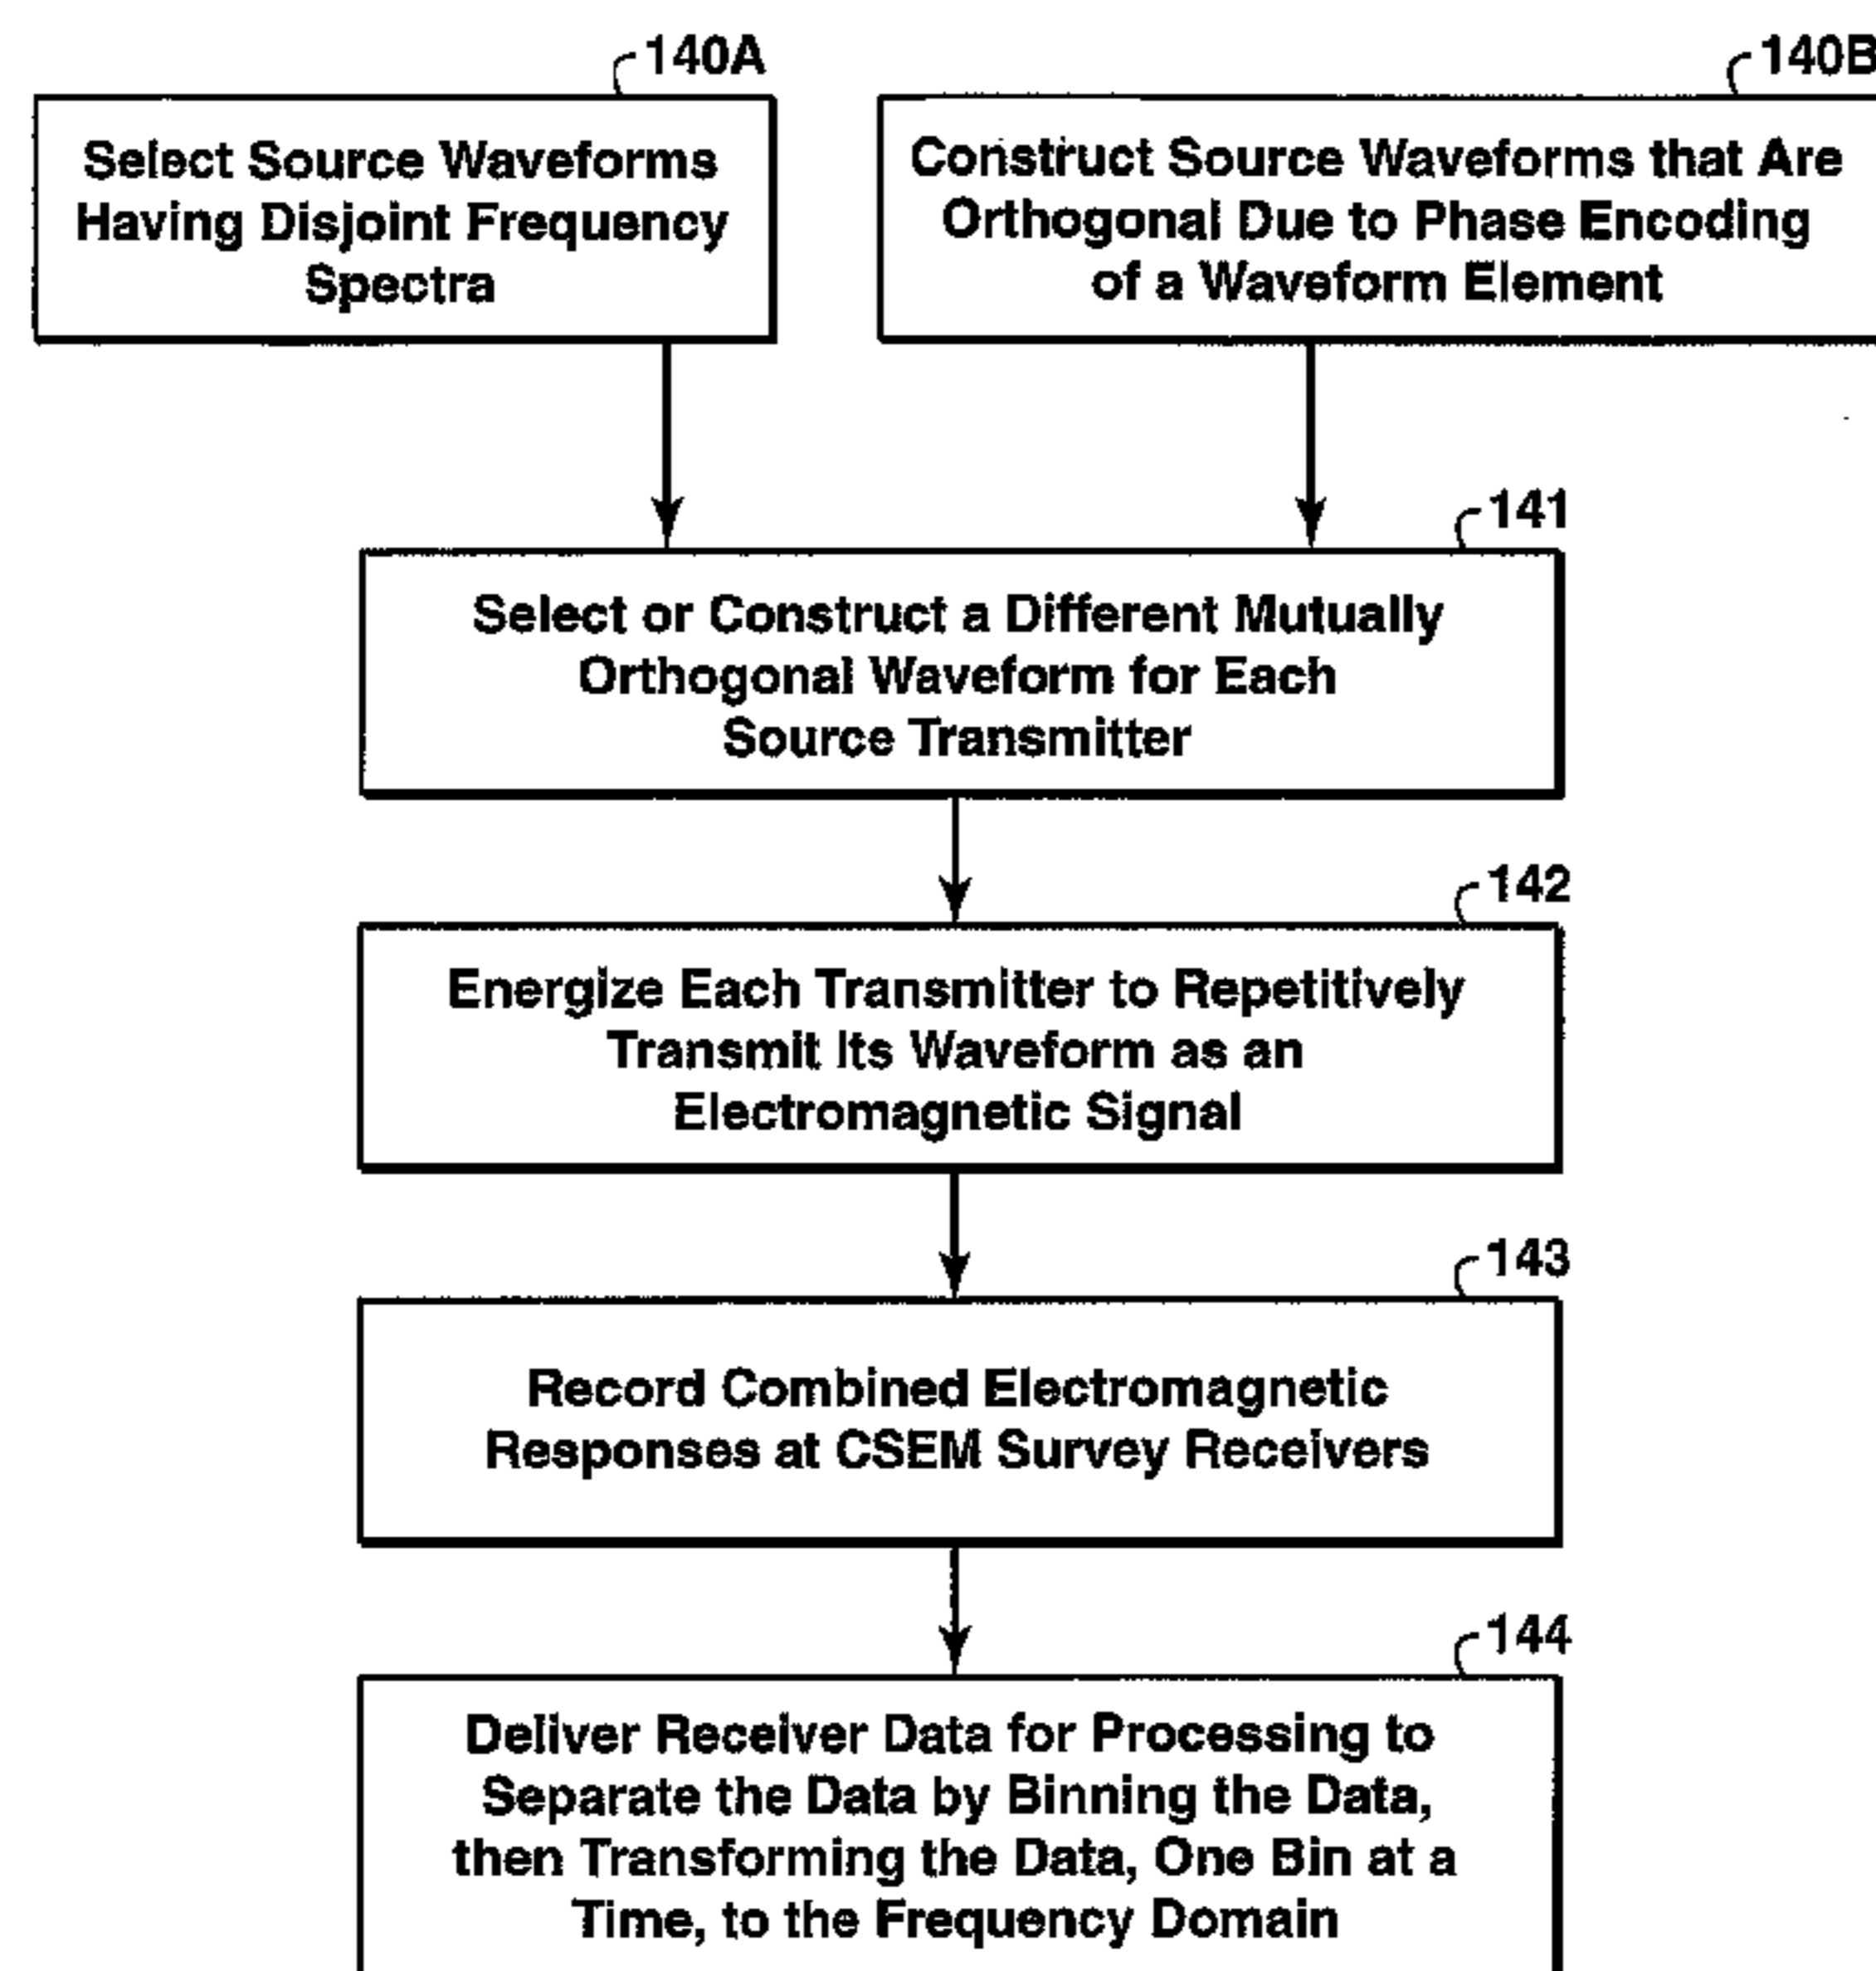 140A
Select Source Waveforms
Having Disjoint Frequency
Spectra
140B
Construct Source Waveforms that Are
Orthogonal Due to Phase Encoding
of a Waveform Element
141
Select or Construct a Different Mutually
Orthogonal Waveform for Each
Source Transmitter
142
Energize Each Transmitter to Repetitively
Transmit Its Waveform as an
Electromagnetic Signal
143
Record Combined Electromagnetic
Responses at CSEM Survey Receivers
144
Deliver Receiver Data for Processing to
Separate the Data by Binning the Data,
then Transforming the Data, One Bin at a
Time, to the Frequency Domain